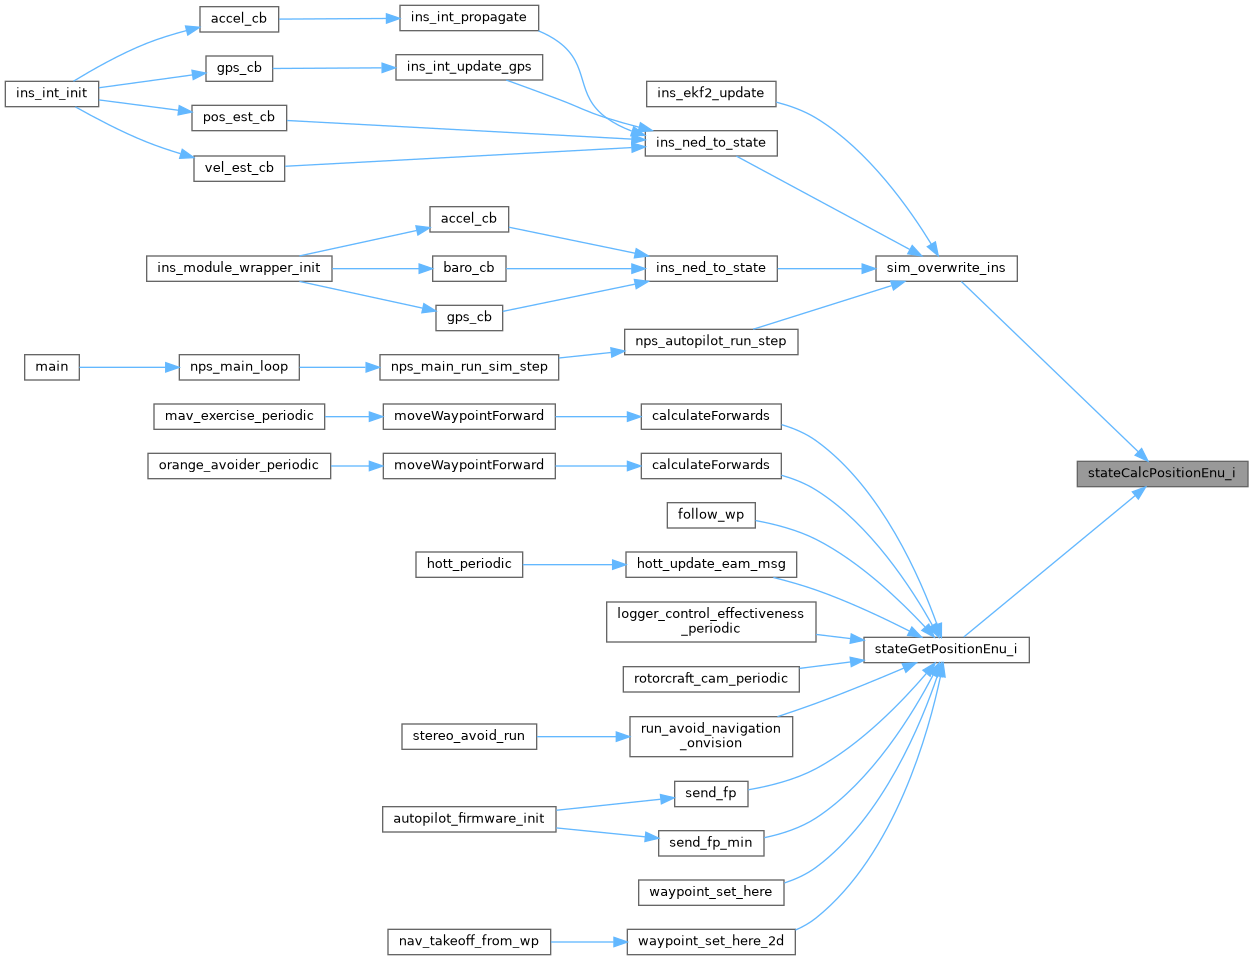 accel_cb
ins_int_propagate
gps_cb
ins_int_update_gps
ins_int_init
ins_ekf2_update
pos_est_cb
ins_ned_to_state
vel_est_cb
accel_cb
ins_module_wrapper_init
baro_cb
ins_ned_to_state
sim_overwrite_ins
gps_cb
nps_autopilot_run_step
main
nps_main_loop
nps_main_run_sim_step
mav_exercise_periodic
moveWaypointForward
calculateForwards
orange_avoider_periodic
moveWaypointForward
calculateForwards
stateCalcPositionEnu_i
follow_wp
hott_periodic
hott_update_eam_msg
logger_control_effectiveness
_periodic
stateGetPositionEnu_i
rotorcraft_cam_periodic
stereo_avoid_run
run_avoid_navigation
_onvision
send_fp
autopilot_firmware_init
send_fp_min
waypoint_set_here
nav_takeoff_from_wp
waypoint_set_here_2d